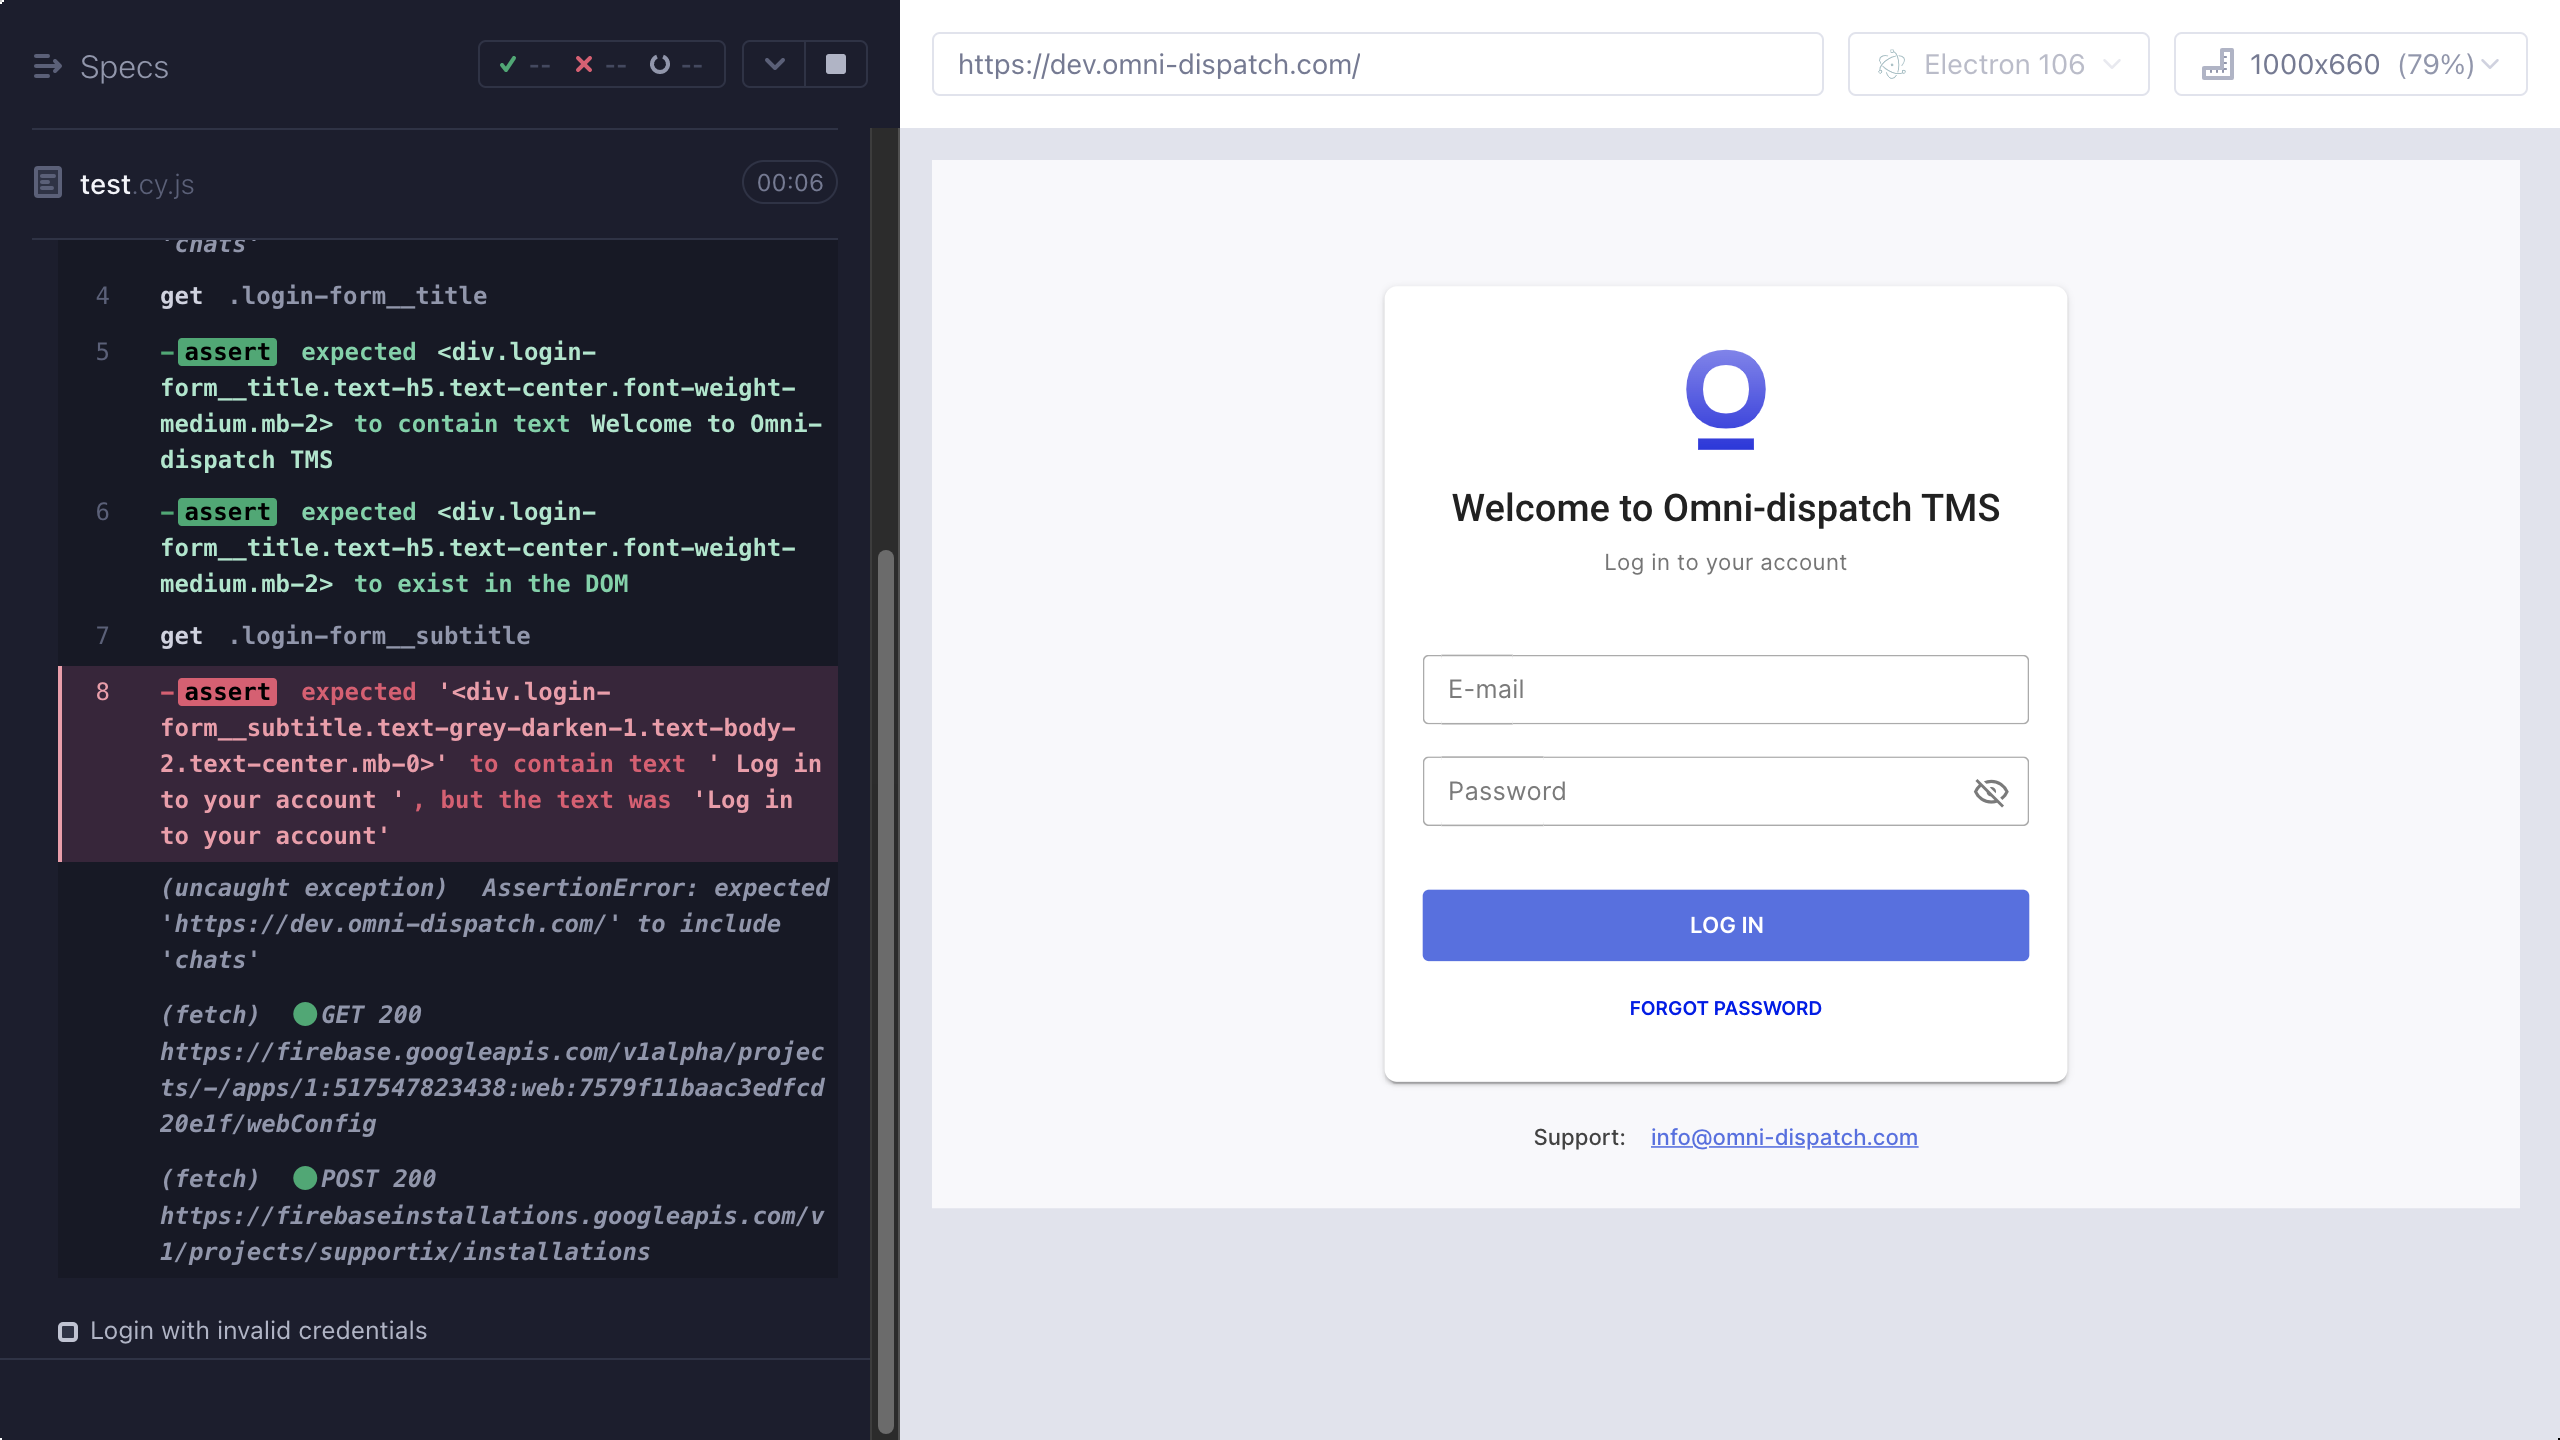 Specs
--
--
--
test.cy.js
00:06
'chats'
4 get .login-form__title
5 -assert expected <div.login-
form__title.text-h5.text-center.font-weight-
medium.mb-2> to contain text Welcome to Omni-
dispatch TMS
6 -assert expected <div.login-
form__title.text-h5.text-center.font-weight-
medium.mb-2> to exist in the DOM
7 get .login-form__subtitle
8 -assert expected '<div.login-
form__subtitle.text-grey-darken-1.text-body-
2.text-center.mb-0>' to contain text ' Log in
to your account ', but the text was 'Log in
to your account'
(uncaught exception) AssertionError: expected
'https://dev.omni-dispatch.com/' to include
'chats'
(fetch) GET 200
https://firebase.googleapis.com/v1alpha/projec
ts/-/apps/1:517547823438:web:7579f11baac3edfcd
20e1f/webConfig
(fetch) POST 200
https://firebaseinstallations.googleapis.com/v
1/projects/supportix/installations
Login with invalid credentials
https://dev.omni-dispatch.com/
Electron 106
1000x660 (79%)
Welcome to Omni-dispatch TMS
Log in to your account
E-mail
Password
LOG IN
FORGOT PASSWORD
Support: info@omni-dispatch.com